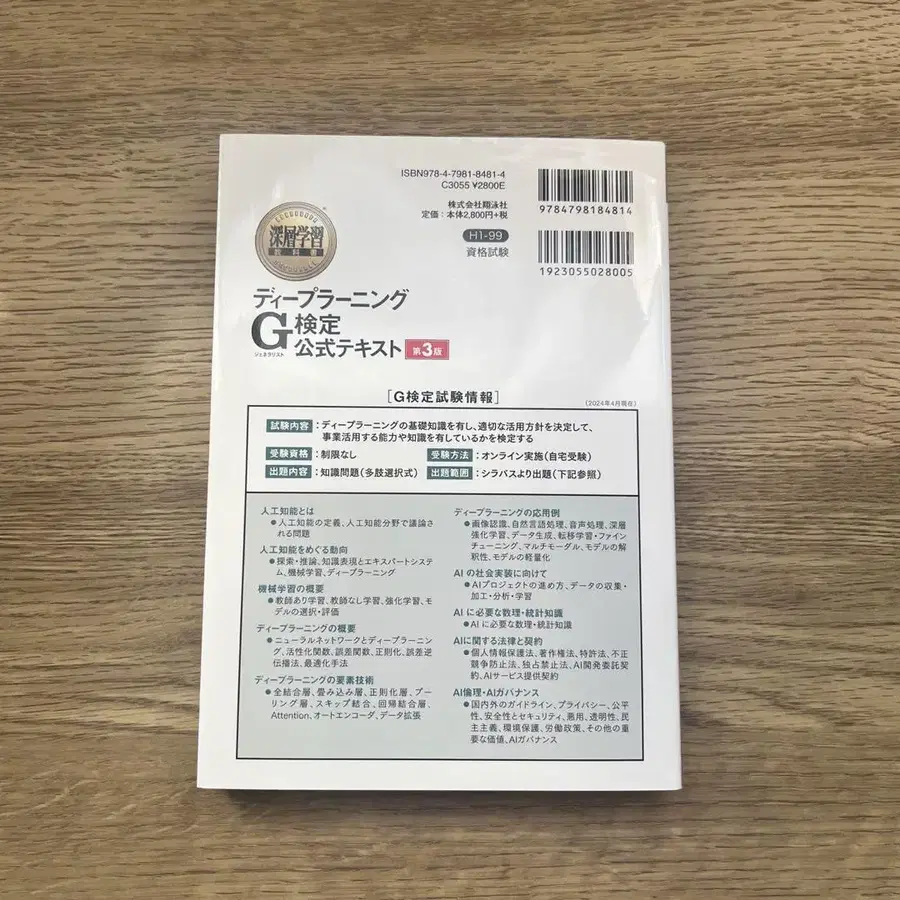 ISBN978-4-7981-8481-4
C3055 ¥2800E
株式会社翔泳社
定価：本体2,800円+税
H1-99
資格試験
9784798184814
1923055028005
深層学習
教科書
ディープラーニング
G検定
ジェネラリスト
公式テキスト 第3版
[G検定試験情報]
(2024年4月現在)
試験内容：ディープラーニングの基礎知識を有し、適切な活用方針を決定して、
事業活用する能力や知識を有しているかを検定する
受験資格：制限なし
受験方法：オンライン実施(自宅受験)
出題内容：知識問題(多肢選択式)
出題範囲：シラバスより出題(下記参照)
人工知能とは
●人工知能の定義、人工知能分野で議論さ
れる問題
人工知能をめぐる動向
●探索・推論、知識表現とエキスパートシステ
ム、機械学習、ディープラーニング
機械学習の概要
●教師あり学習、教師なし学習、強化学習、モ
デルの選択・評価
ディープラーニングの概要
●ニューラルネットワークとディープラーニン
グ、活性化関数、誤差関数、正則化、誤差逆
伝播法、最適化手法
ディープラーニングの要素技術
●全結合層、畳み込み層、正則化層、プー
リング層、スキップ結合、回帰結合層、
Attention、オートエンコーダ、データ拡張
ディープラーニングの応用例
●画像認識、自然言語処理、音声処理、深層
強化学習、データ生成、転移学習・ファイン
チューニング、マルチモーダル、モデルの解
釈性、モデルの軽量化
AIの社会実装に向けて
●AIプロジェクトの進め方、データの収集・
加工・分析・学習
AIに必要な数理・統計知識
●AIに必要な数理・統計知識
AIに関する法律と契約
●個人情報保護法、著作権法、特許法、不正
競争防止法、独占禁止法、AI開発委託契
約、AIサービス提供契約
AI倫理・AIガバナンス
●国内外のガイドライン、プライバシー、公平
性、安全性とセキュリティ、悪用、透明性、民
主主義、環境保護、労働政策、その他の重
要な価値、AIガバナンス